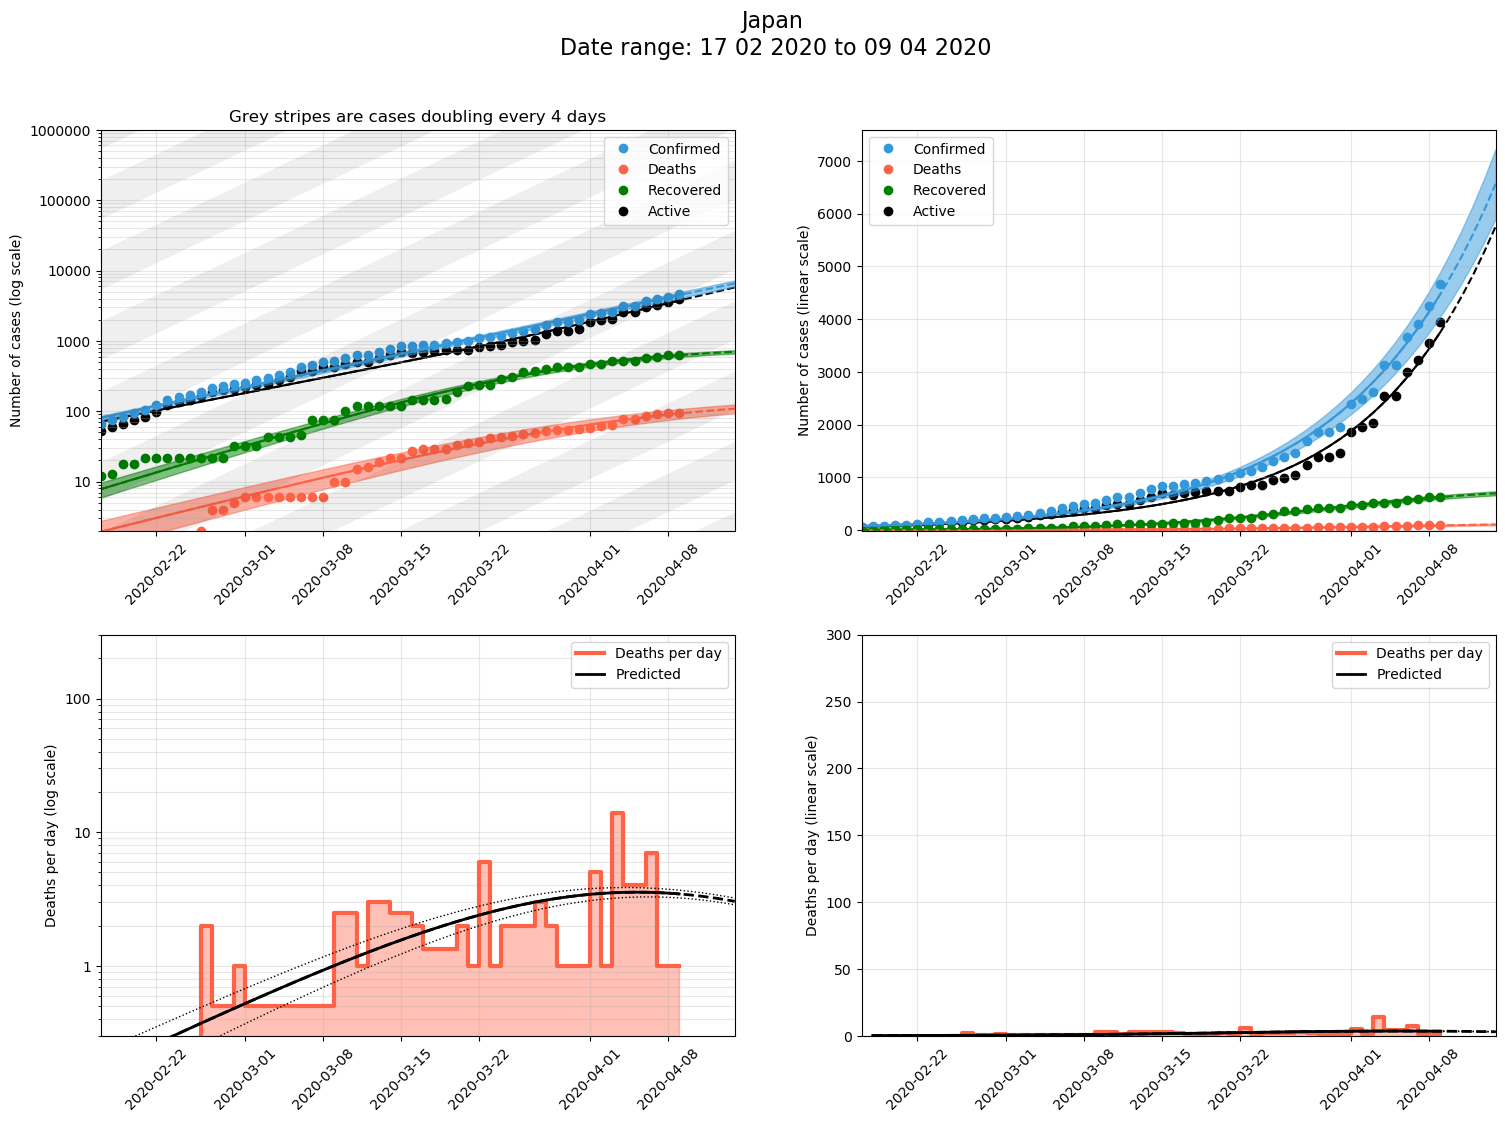 Japan
Date range: 17 02 2020 to 09 04 2020
Grey stripes are cases doubling every 4 days
Number of cases (log scale)
1000000
100000
10000
1000
100
10
Confirmed
Deaths
Recovered
Active
2020-02-22
2020-03-01
2020-03-08
2020-03-15
2020-03-22
2020-04-01
2020-04-08
Number of cases (linear scale)
7000
6000
5000
4000
3000
2000
1000
0
Confirmed
Deaths
Recovered
Active
2020-02-22
2020-03-01
2020-03-08
2020-03-15
2020-03-22
2020-04-01
2020-04-08
Deaths per day (log scale)
100
10
1
Deaths per day
Predicted
2020-02-22
2020-03-01
2020-03-08
2020-03-15
2020-03-22
2020-04-01
2020-04-08
Deaths per day (linear scale)
300
250
200
150
100
50
0
Deaths per day
Predicted
2020-02-22
2020-03-01
2020-03-08
2020-03-15
2020-03-22
2020-04-01
2020-04-08